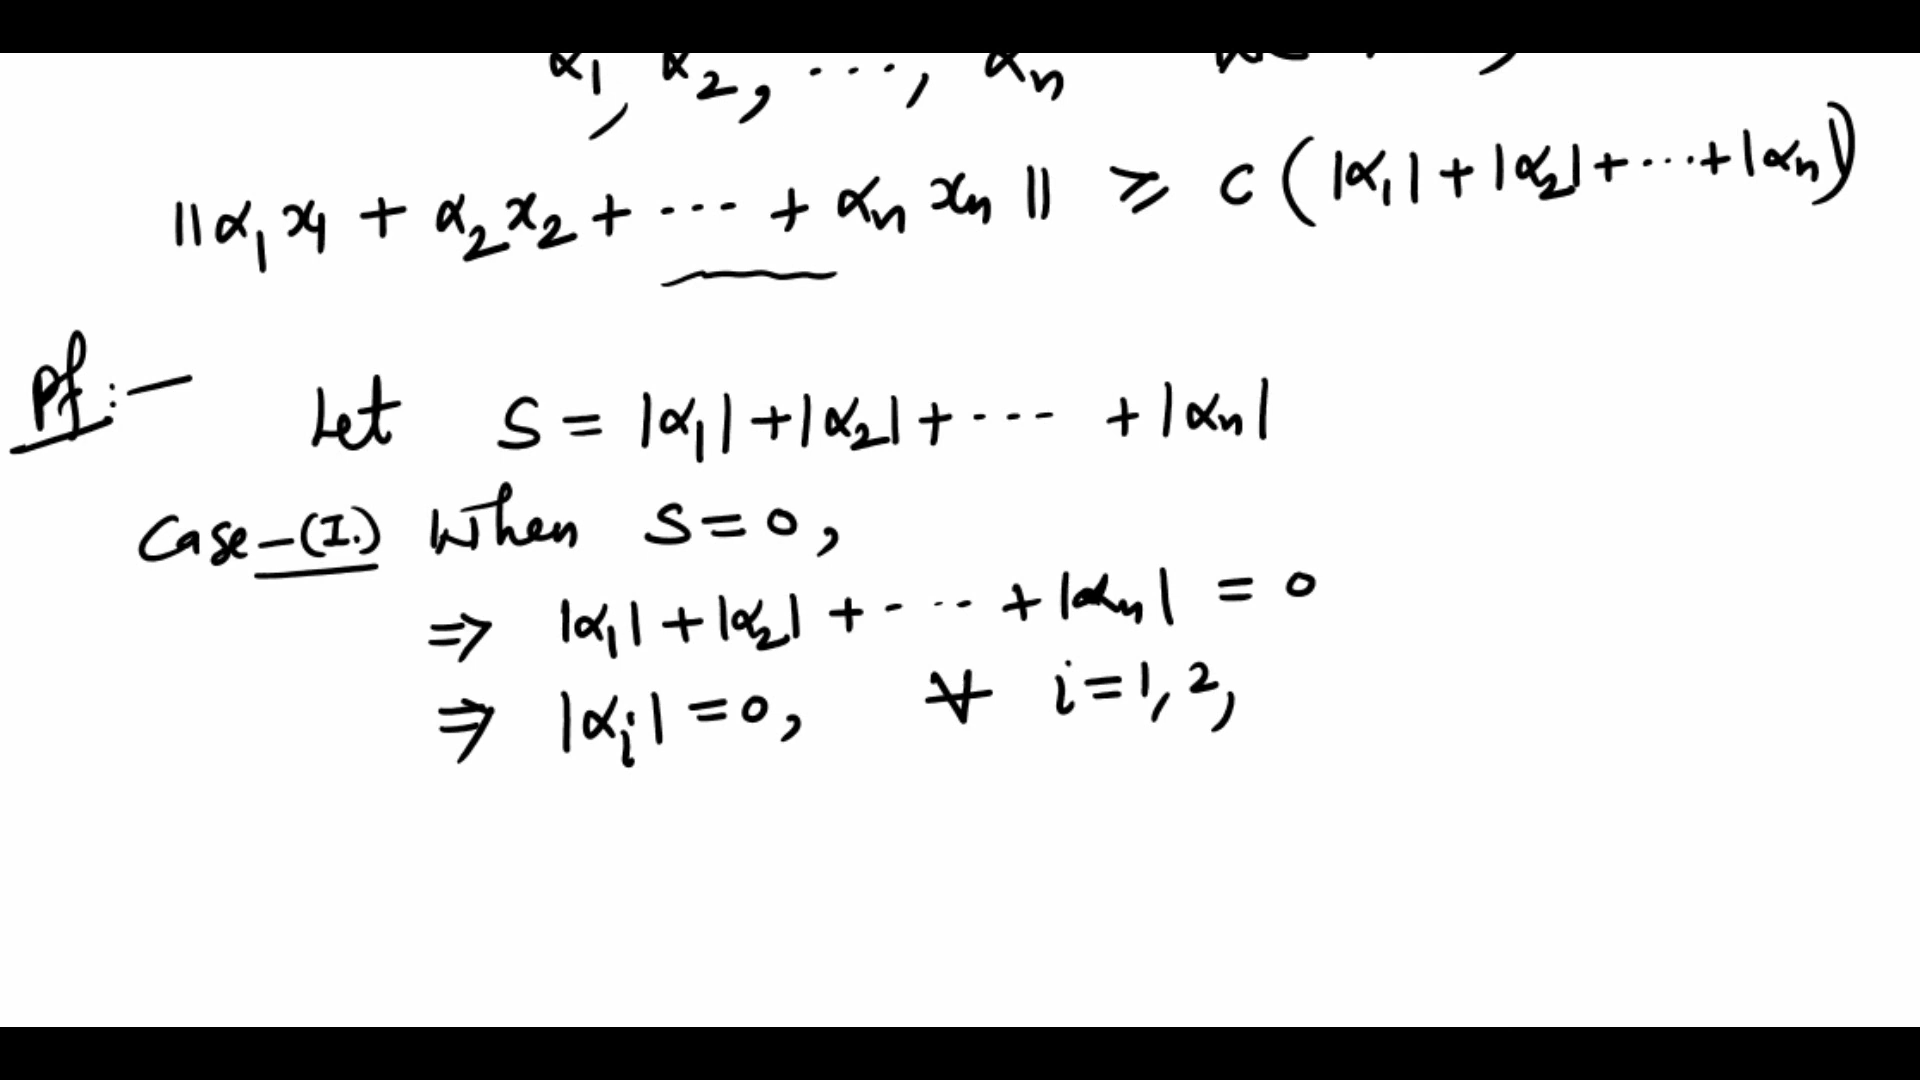 α₁, α₂, ..., αₙ
||α₁x₁ + α₂x₂ + ... + αₙxₙ|| ≥ c(|α₁| + |α₂| + ... + |αₙ|)
Pf:— Let S = |α₁| + |α₂| + ... + |αₙ|
Case-(I.) When S = 0,
⇒ |α₁| + |α₂| + ... + |αₙ| = 0
⇒ |αᵢ| = 0, ∀ i = 1, 2,